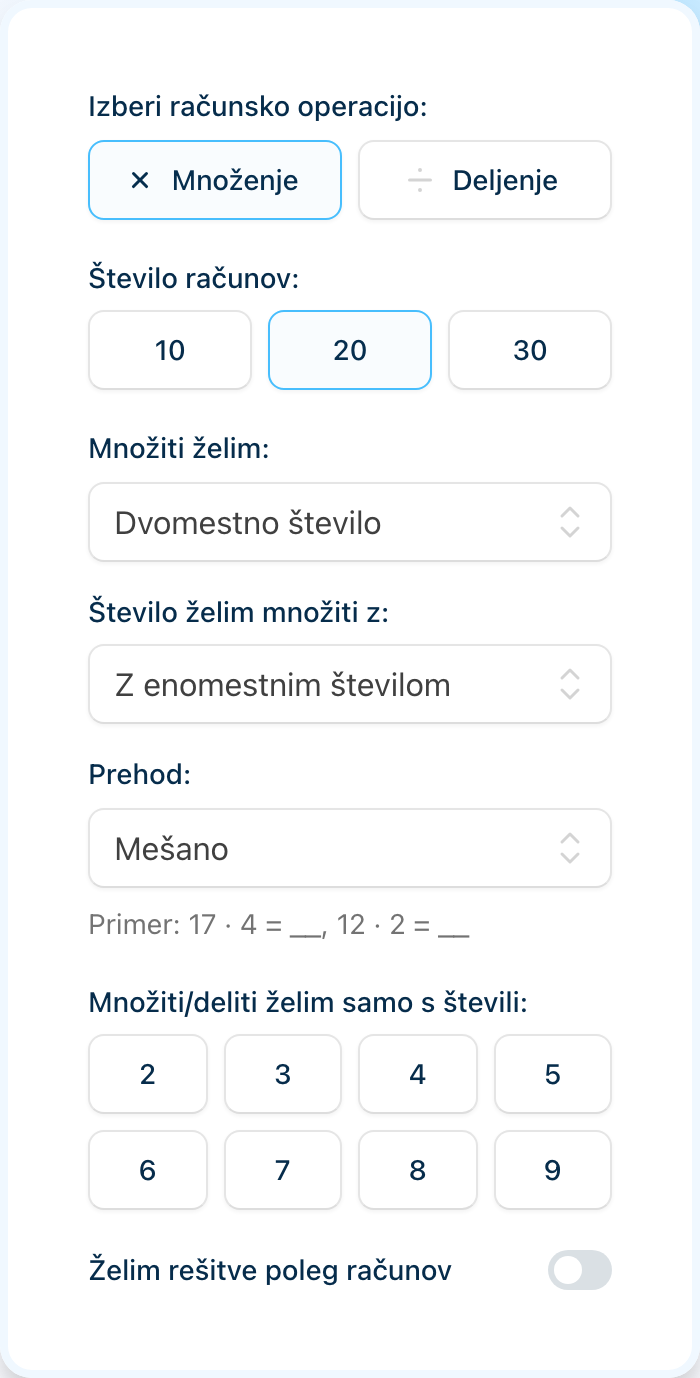 Izberi računsko operacijo:
× Množenje ÷ Deljenje
Število računov:
10 20 30
Množiti želim:
Dvomestno število
Število želim množiti z:
Z enomestnim številom
Prehod:
Mešano
Primer: 17 · 4 = __, 12 · 2 = __
Množiti/deliti želim samo s števili:
2 3 4 5
6 7 8 9
Želim rešitve poleg računov